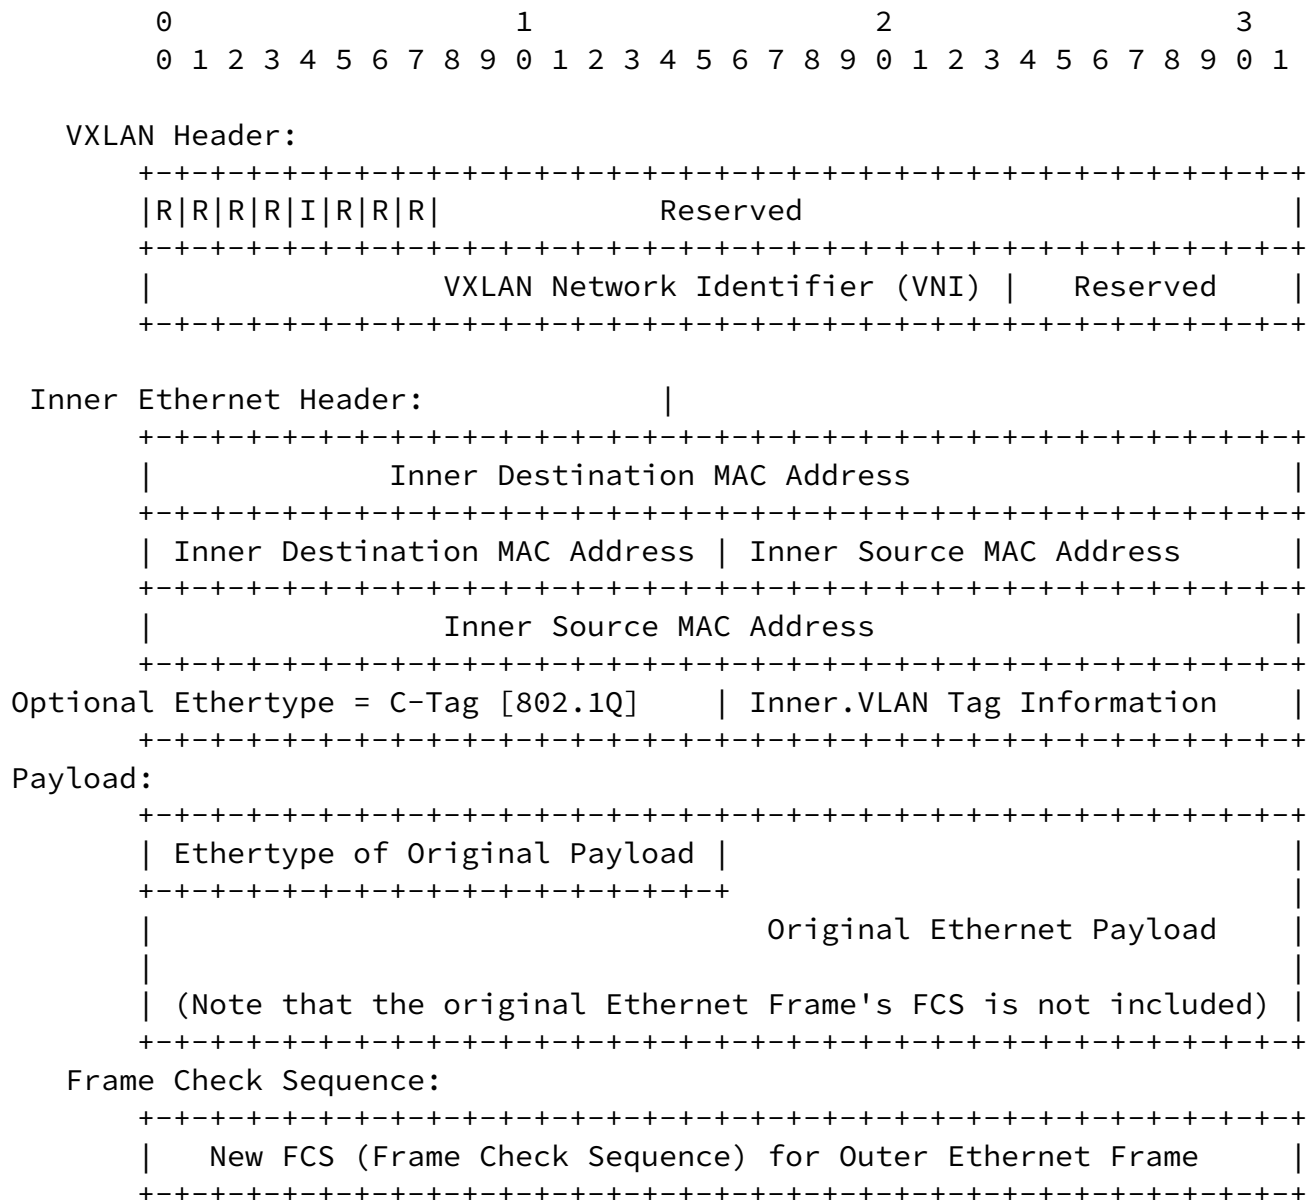 0                   1                   2                   3
         0 1 2 3 4 5 6 7 8 9 0 1 2 3 4 5 6 7 8 9 0 1 2 3 4 5 6 7 8 9 0 1

    VXLAN Header:
        +-+-+-+-+-+-+-+-+-+-+-+-+-+-+-+-+-+-+-+-+-+-+-+-+-+-+-+-+-+-+-+-+
        |R|R|R|R|I|R|R|R|            Reserved                           |
        +-+-+-+-+-+-+-+-+-+-+-+-+-+-+-+-+-+-+-+-+-+-+-+-+-+-+-+-+-+-+-+-+
        |                VXLAN Network Identifier (VNI) |   Reserved    |
        +-+-+-+-+-+-+-+-+-+-+-+-+-+-+-+-+-+-+-+-+-+-+-+-+-+-+-+-+-+-+-+-+

  Inner Ethernet Header:             |
        +-+-+-+-+-+-+-+-+-+-+-+-+-+-+-+-+-+-+-+-+-+-+-+-+-+-+-+-+-+-+-+-+
        |             Inner Destination MAC Address                     |
        +-+-+-+-+-+-+-+-+-+-+-+-+-+-+-+-+-+-+-+-+-+-+-+-+-+-+-+-+-+-+-+-+
        | Inner Destination MAC Address | Inner Source MAC Address      |
        +-+-+-+-+-+-+-+-+-+-+-+-+-+-+-+-+-+-+-+-+-+-+-+-+-+-+-+-+-+-+-+-+
        |                Inner Source MAC Address                       |
        +-+-+-+-+-+-+-+-+-+-+-+-+-+-+-+-+-+-+-+-+-+-+-+-+-+-+-+-+-+-+-+-+
 Optional Ethertype = C-Tag [802.1Q]    | Inner.VLAN Tag Information    |
        +-+-+-+-+-+-+-+-+-+-+-+-+-+-+-+-+-+-+-+-+-+-+-+-+-+-+-+-+-+-+-+-+
 Payload:
        +-+-+-+-+-+-+-+-+-+-+-+-+-+-+-+-+-+-+-+-+-+-+-+-+-+-+-+-+-+-+-+-+
        | Ethertype of Original Payload |                               |
        +-+-+-+-+-+-+-+-+-+-+-+-+-+-+-+-+                               |
        |                                  Original Ethernet Payload    |
        |                                                               |
        | (Note that the original Ethernet Frame's FCS is not included) |
        +-+-+-+-+-+-+-+-+-+-+-+-+-+-+-+-+-+-+-+-+-+-+-+-+-+-+-+-+-+-+-+-+
    Frame Check Sequence:
        +-+-+-+-+-+-+-+-+-+-+-+-+-+-+-+-+-+-+-+-+-+-+-+-+-+-+-+-+-+-+-+-+
        |   New FCS (Frame Check Sequence) for Outer Ethernet Frame     |
        +-+-+-+-+-+-+-+-+-+-+-+-+-+-+-+-+-+-+-+-+-+-+-+-+-+-+-+-+-+-+-+-+